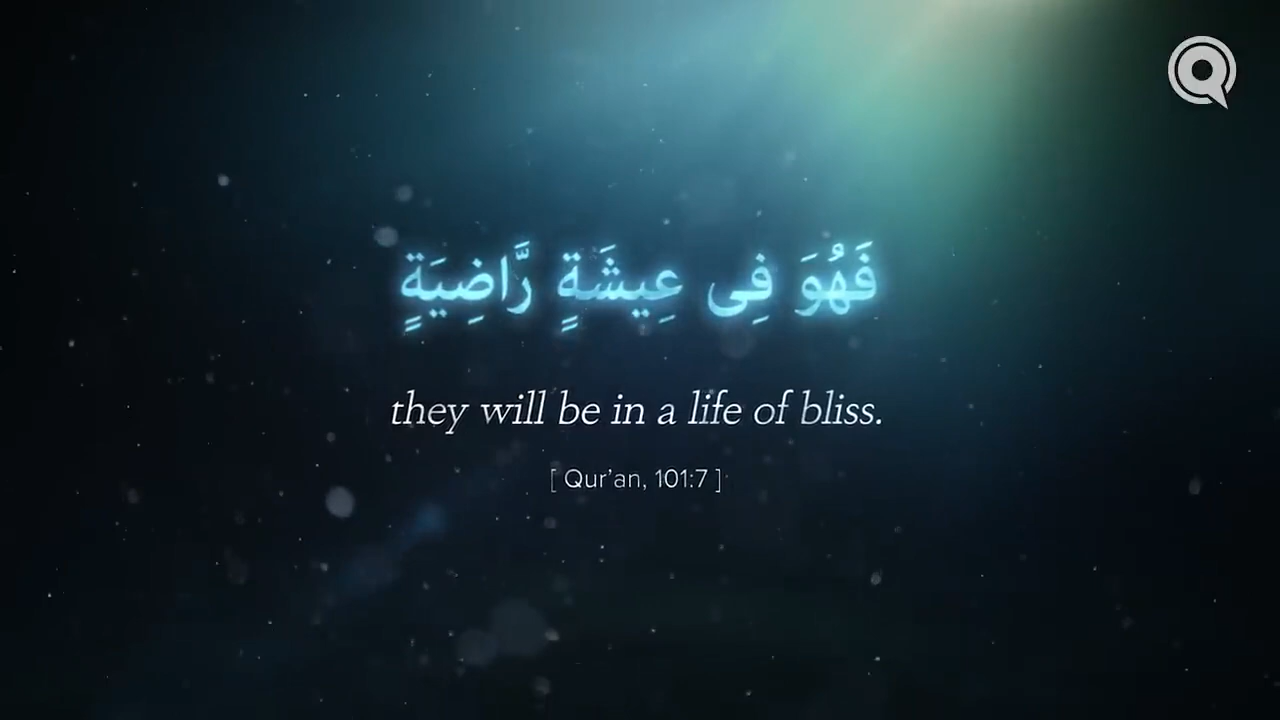 فَهُوَ فِى عِيشَةٍ رَّاضِيَةٍ
they will be in a life of bliss.
[ Qur’an, 101:7 ]